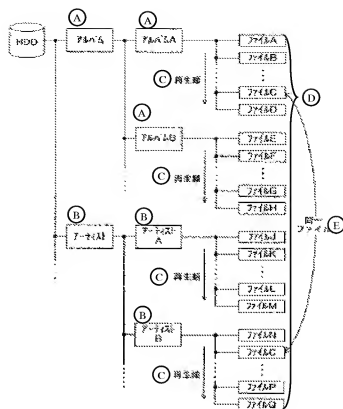 HDD
A
アルバム
A
アルバムA
ファイルA
ファイルB
C 再生順
ファイルC
ファイルD
D
A
アルバムB
ファイルE
ファイルF
C 再生順
ファイルG
ファイルH
B
アーティスト
B
アーティスト
A
ファイルJ
ファイルK
C 再生順
ファイルL
ファイルM
同一
ファイル
E
B
アーティスト
B
ファイルN
ファイルC
C 再生順
ファイルP
ファイルQ